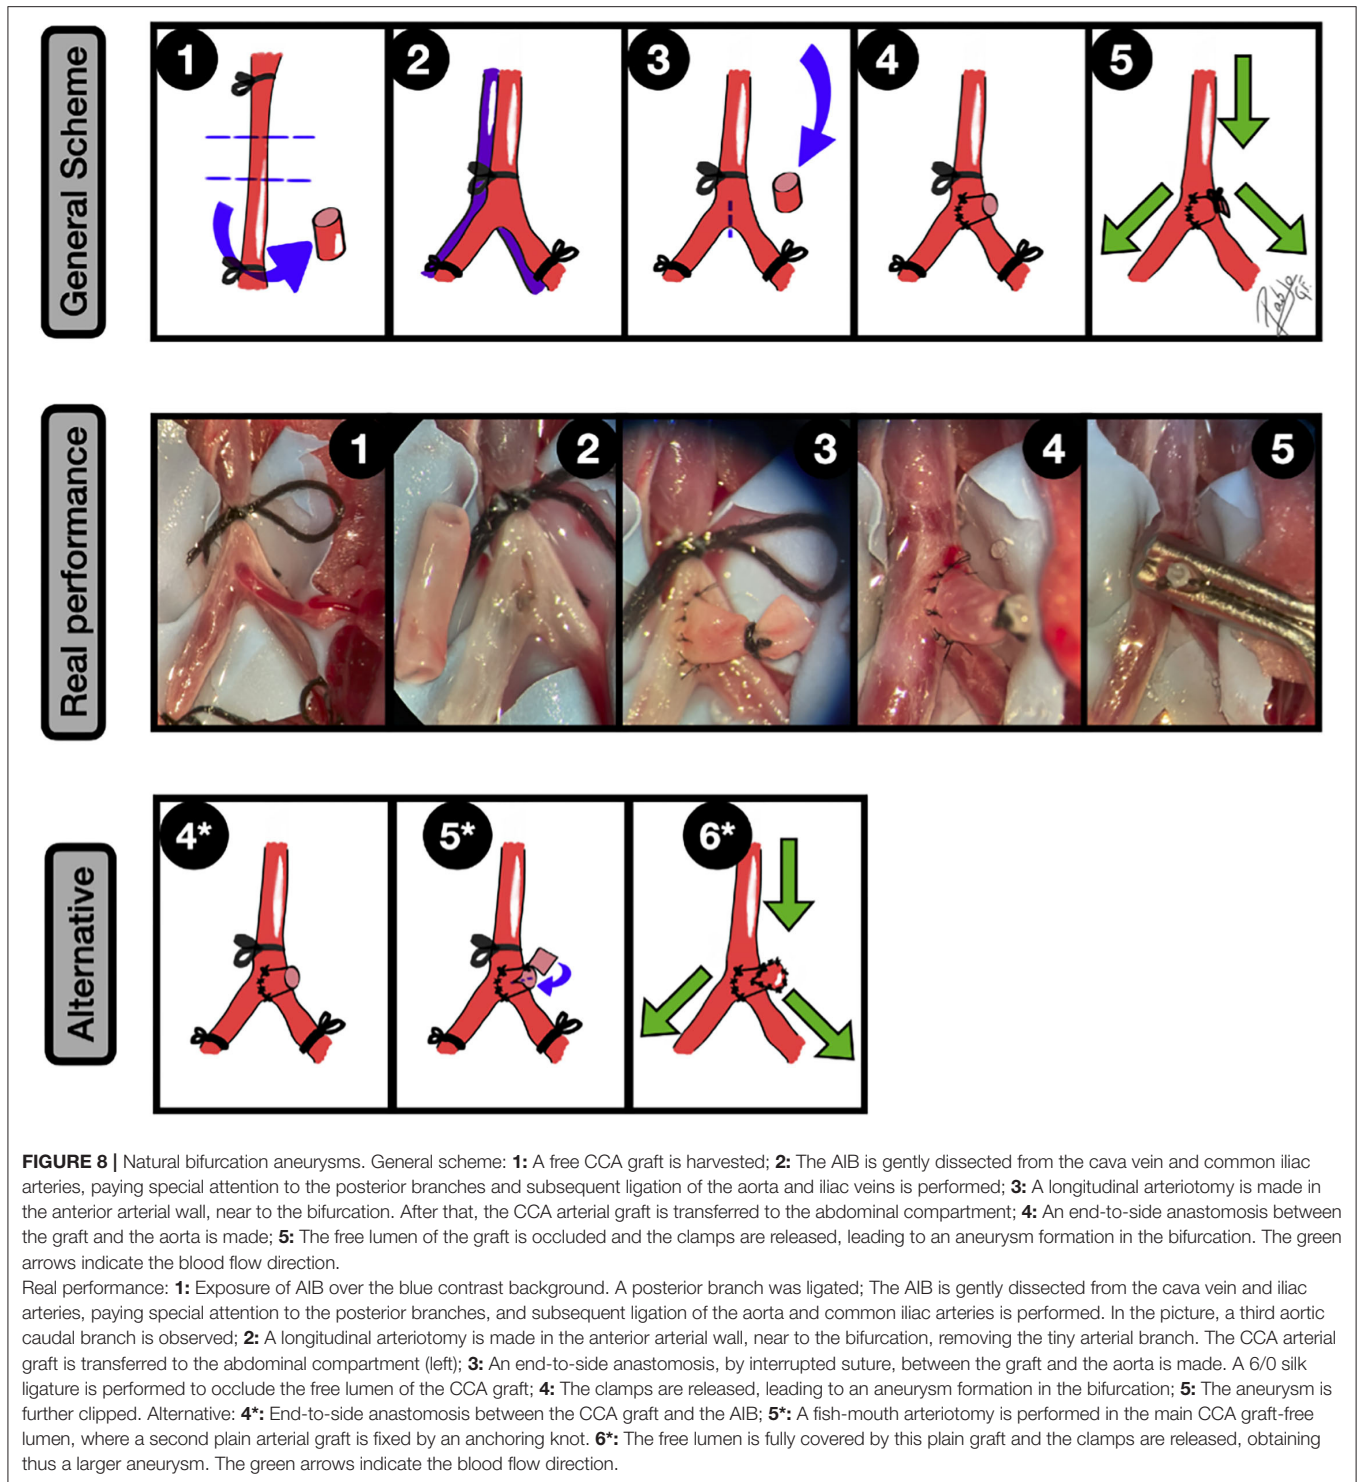 General Scheme
1
2
3
4
5
Real performance
1
2
3
4
5
Alternative
4*
5*
6*
FIGURE 8 | Natural bifurcation aneurysms. General scheme: 1: A free CCA graft is harvested; 2: The AIB is gently dissected from the cava vein and common iliac
arteries, paying special attention to the posterior branches and subsequent ligation of the aorta and iliac veins is performed; 3: A longitudinal arteriotomy is made in
the anterior arterial wall, near to the bifurcation. After that, the CCA arterial graft is transferred to the abdominal compartment; 4: An end-to-side anastomosis between
the graft and the aorta is made; 5: The free lumen of the graft is occluded and the clamps are released, leading to an aneurysm formation in the bifurcation. The green
arrows indicate the blood flow direction.
Real performance: 1: Exposure of AIB over the blue contrast background. A posterior branch was ligated; The AIB is gently dissected from the cava vein and iliac
arteries, paying special attention to the posterior branches, and subsequent ligation of the aorta and common iliac arteries is performed. In the picture, a third aortic
caudal branch is observed; 2: A longitudinal arteriotomy is made in the anterior arterial wall, near to the bifurcation, removing the tiny arterial branch. The CCA arterial
graft is transferred to the abdominal compartment (left); 3: An end-to-side anastomosis, by interrupted suture, between the graft and the aorta is made. A 6/0 silk
ligature is performed to occlude the free lumen of the CCA graft; 4: The clamps are released, leading to an aneurysm formation in the bifurcation; 5: The aneurysm is
further clipped. Alternative: 4*: End-to-side anastomosis between the CCA graft and the AIB; 5*: A fish-mouth arteriotomy is performed in the main CCA graft-free
lumen, where a second plain arterial graft is fixed by an anchoring knot. 6*: The free lumen is fully covered by this plain graft and the clamps are released, obtaining
thus a larger aneurysm. The green arrows indicate the blood flow direction.